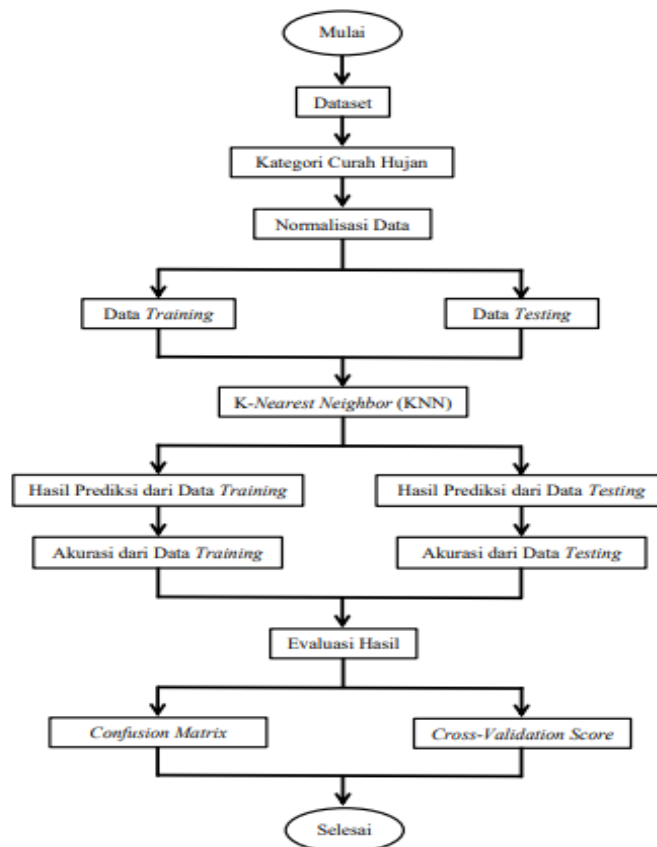 Mulai
Dataset
Kategori Curah Hujan
Normalisasi Data
Data Training
Data Testing
K-Nearest Neighbor (KNN)
Hasil Prediksi dari Data Training
Hasil Prediksi dari Data Testing
Akurasi dari Data Training
Akurasi dari Data Testing
Evaluasi Hasil
Confusion Matrix
Cross-Validation Score
Selesai